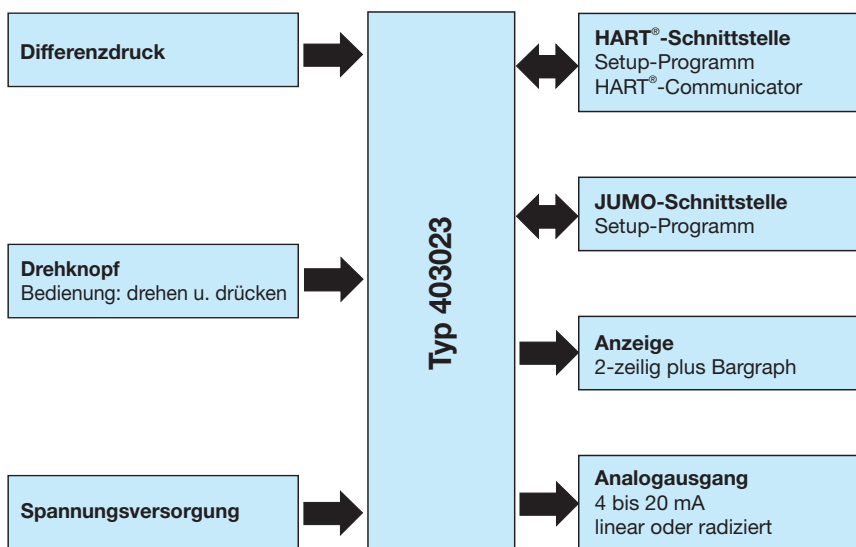 Differenzdruck
Drehknopf
Bedienung: drehen u. drücken
Spannungsversorgung
Typ 403023
HART®-Schnittstelle
Setup-Programm
HART®-Communicator
JUMO-Schnittstelle
Setup-Programm
Anzeige
2-zeilig plus Bargraph
Analogausgang
4 bis 20 mA
linear oder radiziert